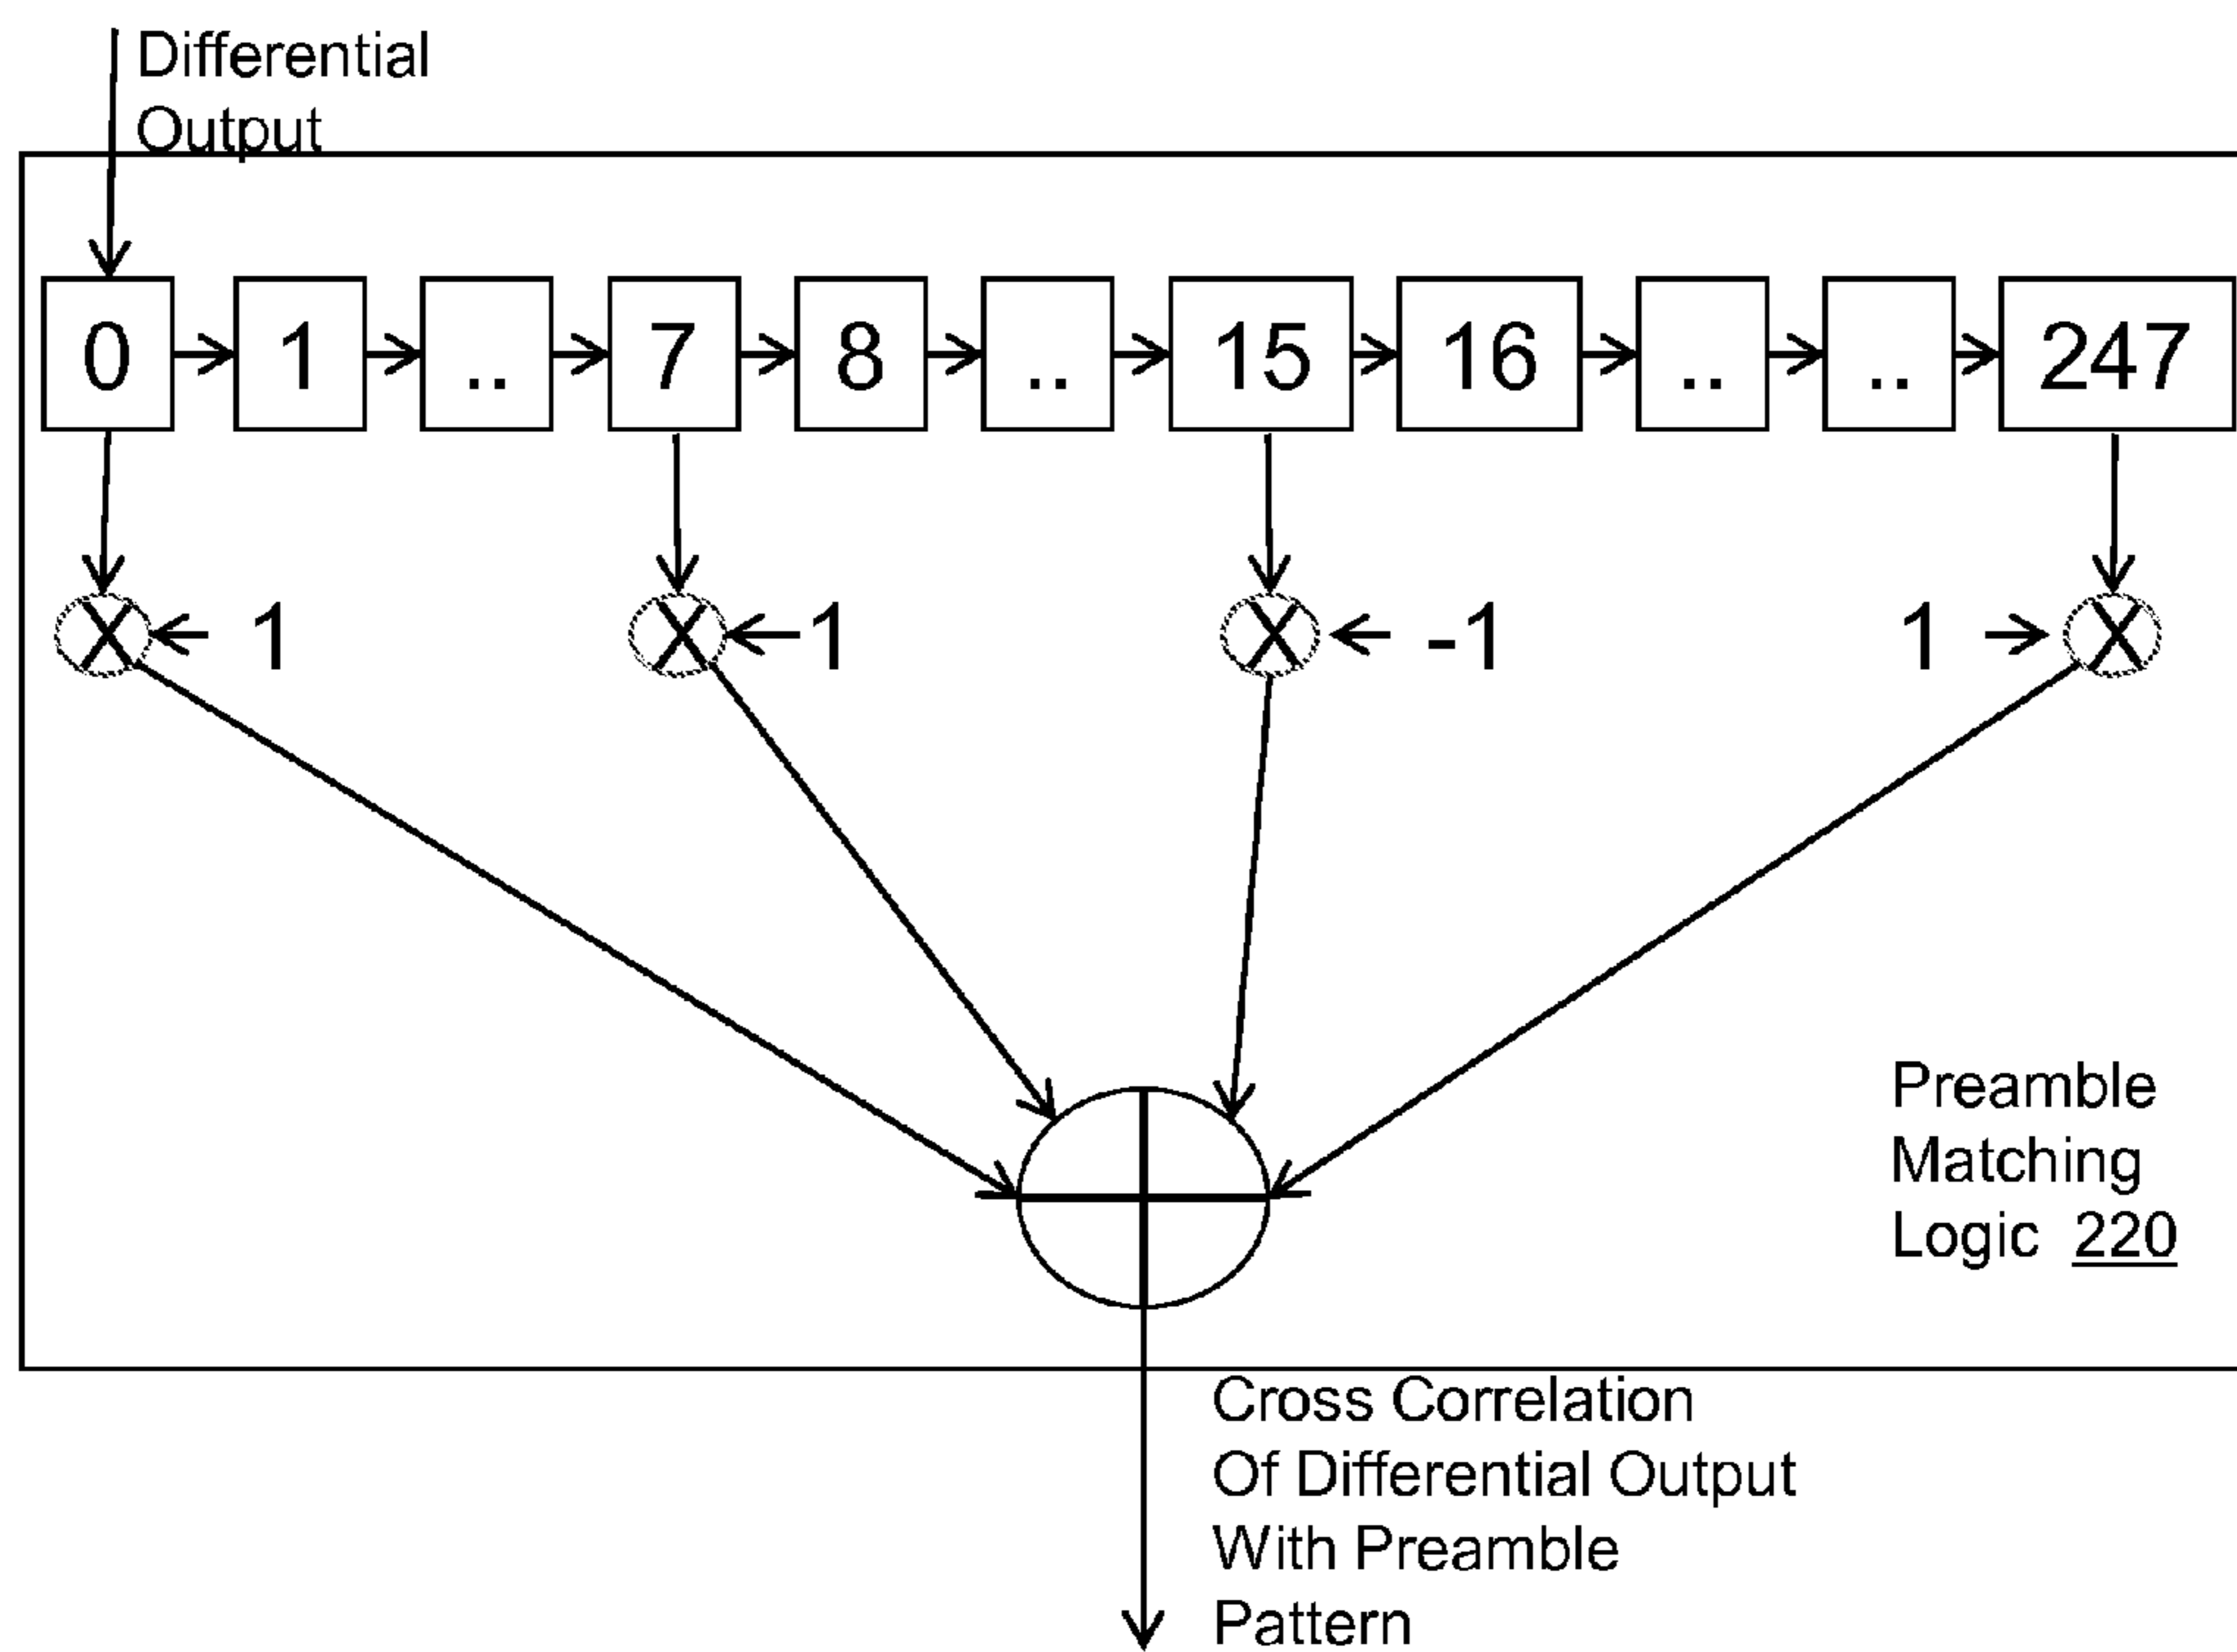 Differential
Output
0 1 .. 7 8 .. 15 16 .. .. 247
1 1 -1 1
Preamble
Matching
Logic 220
Cross Correlation
Of Differential Output
With Preamble
Pattern